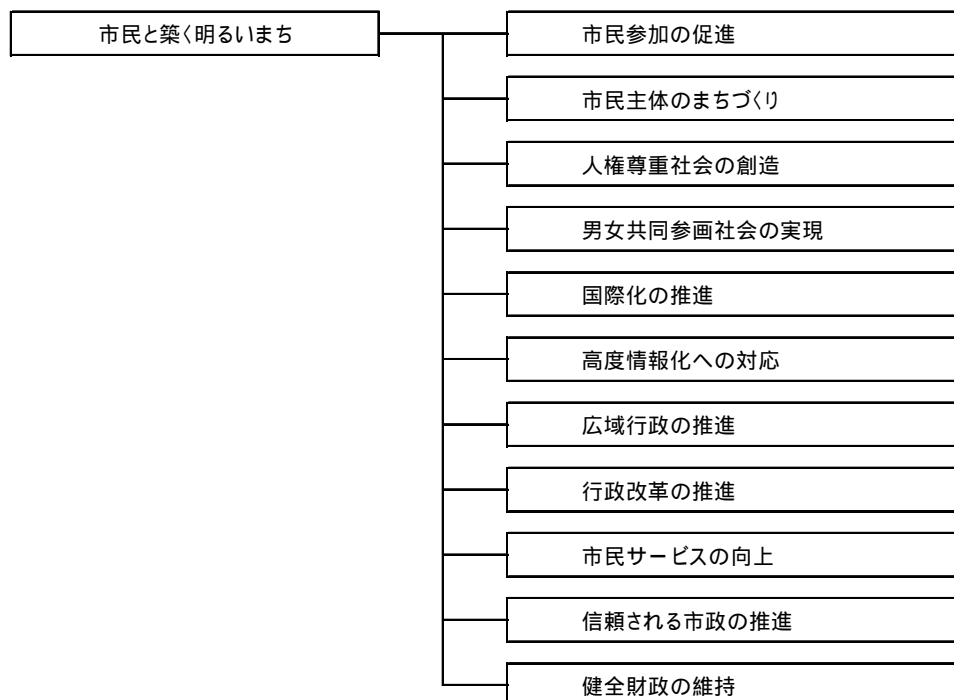 市民と築く明るいまち
市民参加の促進
市民主体のまちづくり
人権尊重社会の創造
男女共同参画社会の実現
国際化の推進
高度情報化への対応
広域行政の推進
行政改革の推進
市民サービスの向上
信頼される市政の推進
健全財政の維持